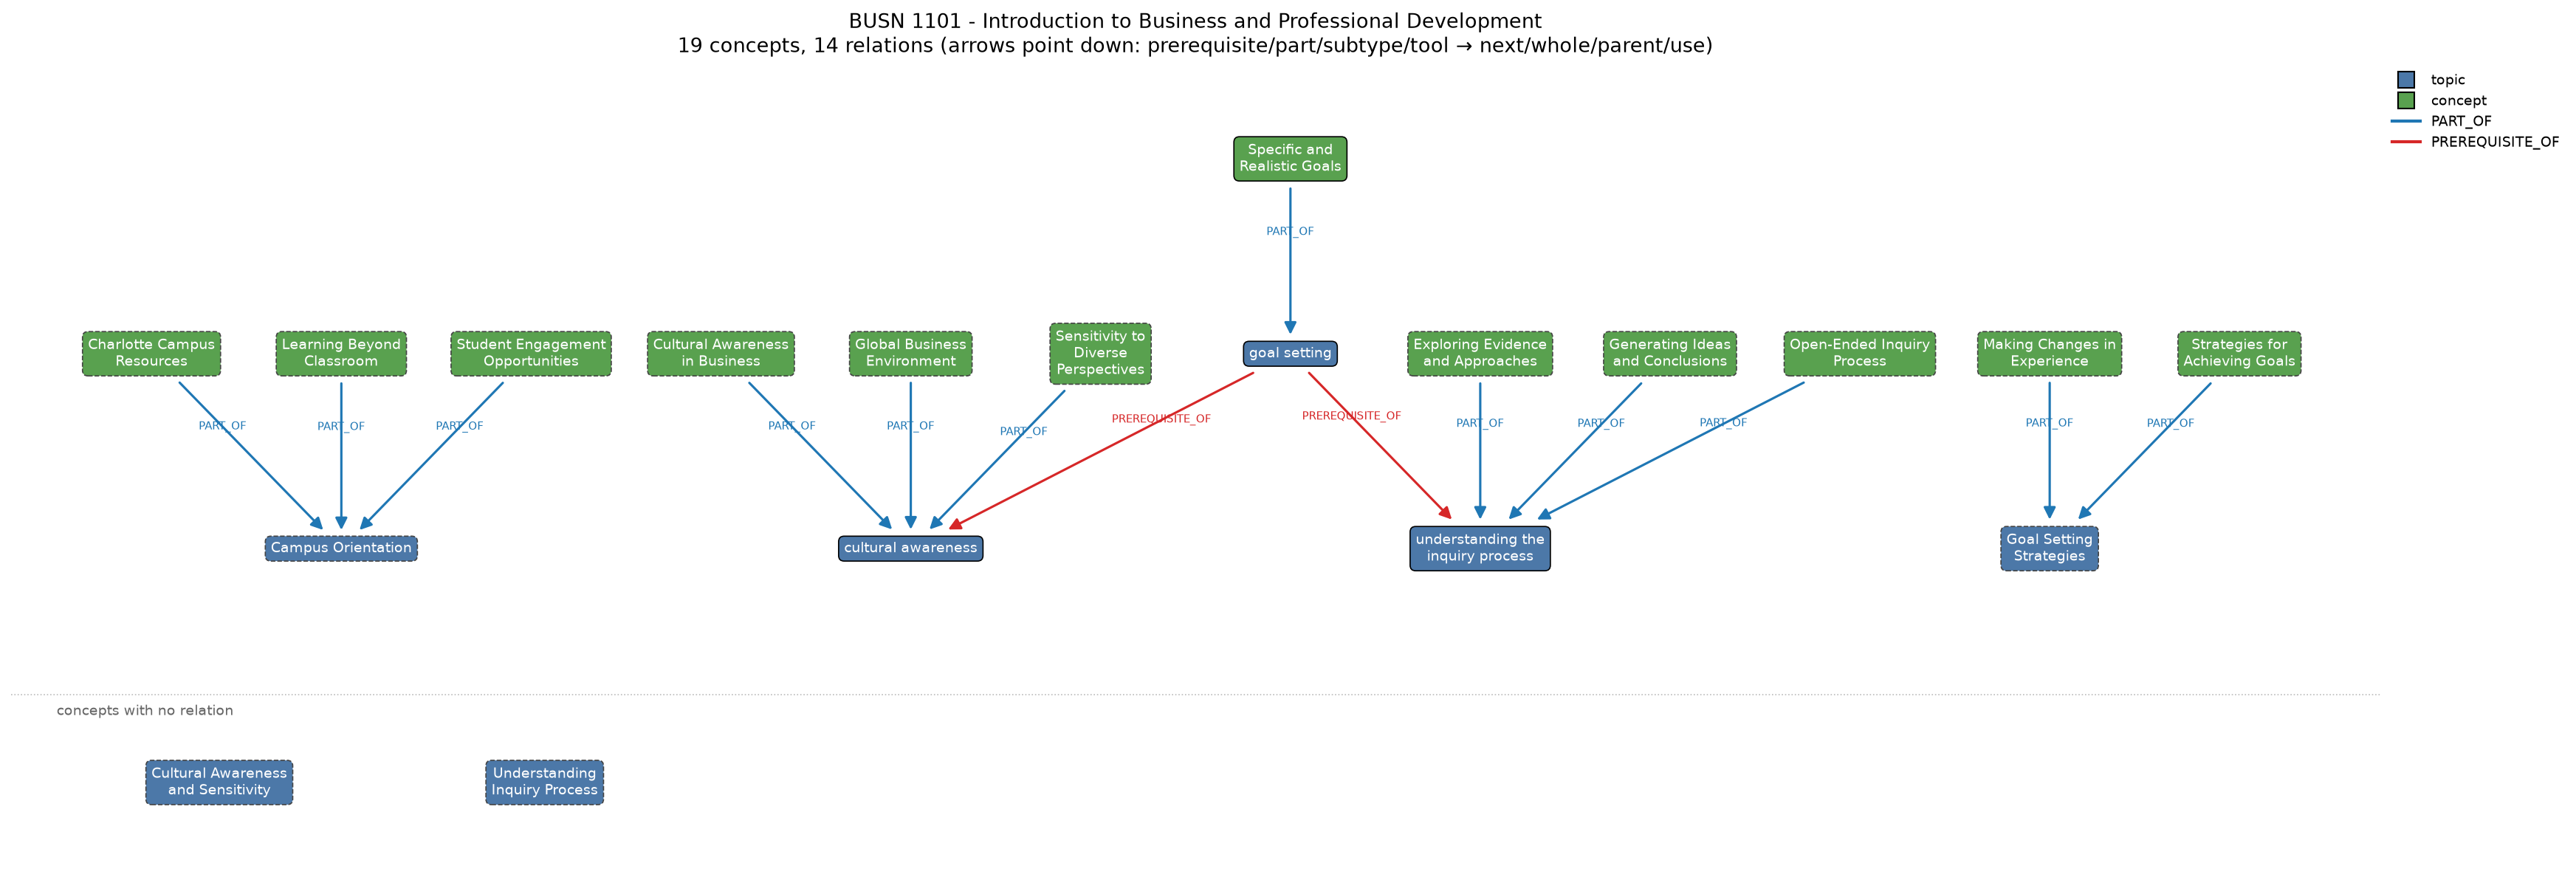 BUSN 1101 - Introduction to Business and Professional Development
19 concepts, 14 relations (arrows point down: prerequisite/part/subtype/tool → next/whole/parent/use)
topic
concept
PART_OF
PREREQUISITE_OF
Specific and
Realistic Goals
PART_OF
Charlotte Campus
Resources
Learning Beyond
Classroom
Student Engagement
Opportunities
Cultural Awareness
in Business
Global Business
Environment
Sensitivity to
Diverse
Perspectives
goal setting
Exploring Evidence
and Approaches
Generating Ideas
and Conclusions
Open-Ended Inquiry
Process
Making Changes in
Experience
Strategies for
Achieving Goals
PART_OF
PART_OF
PART_OF
PART_OF
PART_OF
PART_OF
PREREQUISITE_OF
PREREQUISITE_OF
PART_OF
PART_OF
PART_OF
PART_OF
PART_OF
Campus Orientation
cultural awareness
understanding the
inquiry process
Goal Setting
Strategies
concepts with no relation
Cultural Awareness
and Sensitivity
Understanding
Inquiry Process